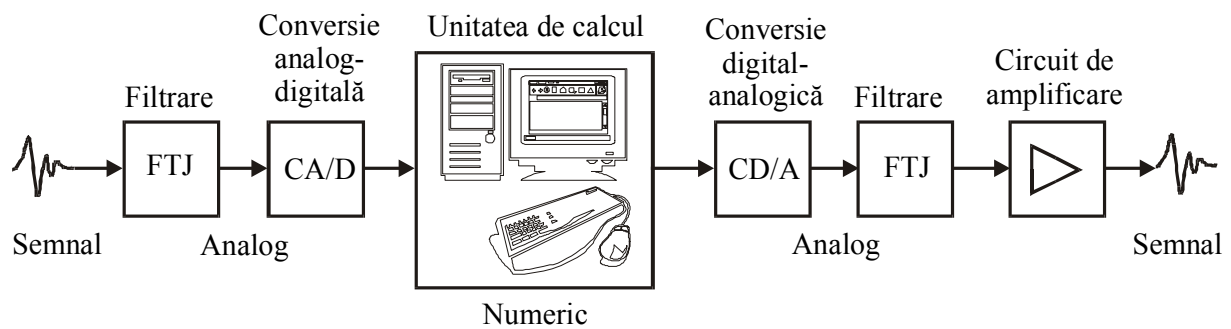 Conversie
analog-
digitală
Unitatea de calcul
Conversie
digital-
analogică
Circuit de
amplificare
Filtrare
Filtrare
FTJ
CA/D
CD/A
FTJ
Semnal
Analog
Analog
Semnal
Numeric